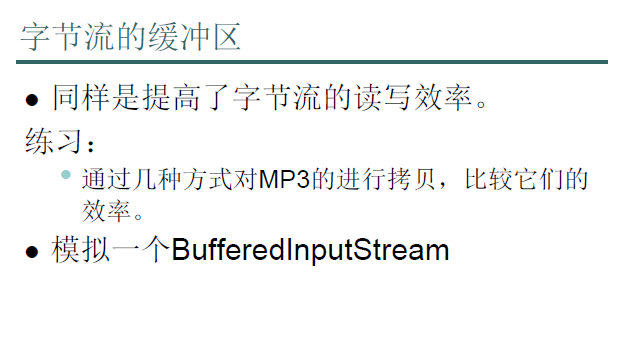 字节流的缓冲区
同样是提高了字节流的读写效率。
练习：
通过几种方式对MP3的进行拷贝，比较它们的
效率。
模拟一个BufferedInputStream